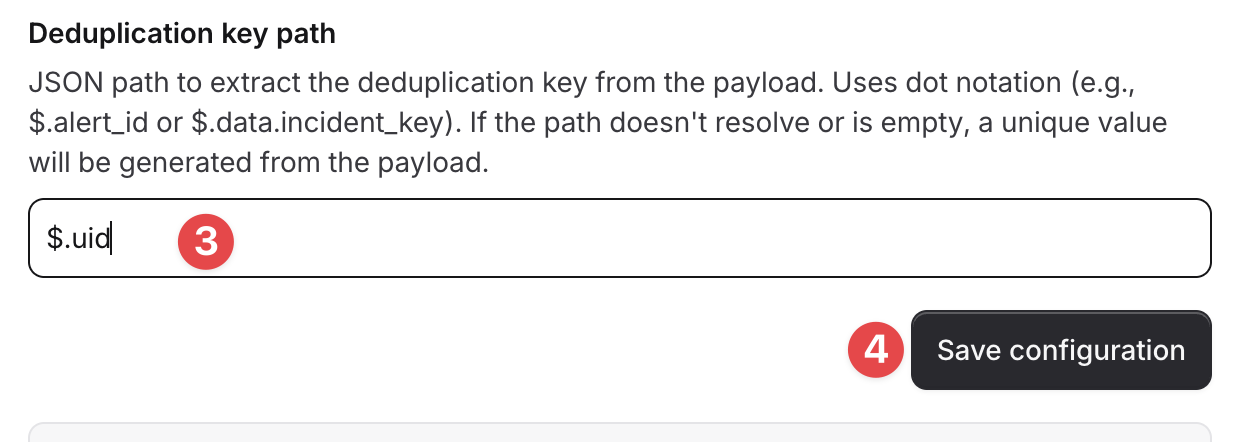 Deduplication key path
JSON path to extract the deduplication key from the payload. Uses dot notation (e.g.,
$.alert_id or $.data.incident_key). If the path doesn't resolve or is empty, a unique value
will be generated from the payload.
$.uid 3
4 Save configuration